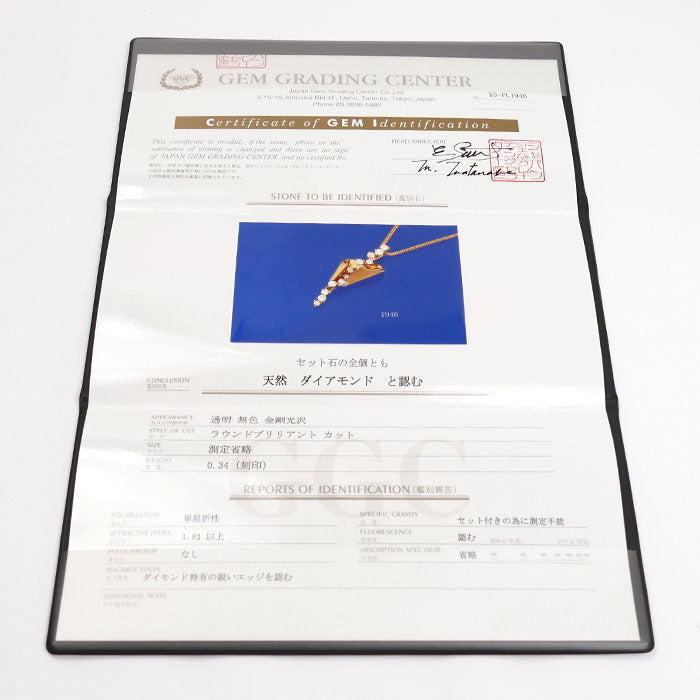 GGC
GEM GRADING CENTER
Japan Gem Grading Center Co.Ltd.
5-15-16, Ishizuka Bld 4F, Ueno, Taito-ku, Tokyo, Japan
Phone 03-3836-5485
Y5-PL1946
Certificate of GEM Identification
This certificate is invalid, if the stone, photo or the
substance of writing is changed and there are no sign
of JAPAN GEM GRADING CENTER and no certified No.
HEAD DIRECTOR
STONE TO BE IDENTIFIED (鑑別石)
1946
セット石の全個とも
CONCLUSION
鑑別結果
天然 ダイアモンド と認む
APPEARANCE
透明 無色 金剛光沢
STYLE OF CUT
ラウンドブリリアント カット
SIZE
測定省略
WEIGHT
0.34 (刻印)
GGC
REPORTS OF IDENTIFICATION (鑑別報告)
POLARIZATION
単屈折性
REFRACTIVE INDEX
1.81 以上
PLEOCHROISM
なし
MAGNIFICATION
ダイモンド特有の鋭いエッジを認む
ADDITIONAL TESTS
SPECIFIC GRAVITY
セット付きの為に測定不能
FLUORESCENCE
認む
ABSORPTION SPECTRUM
省略